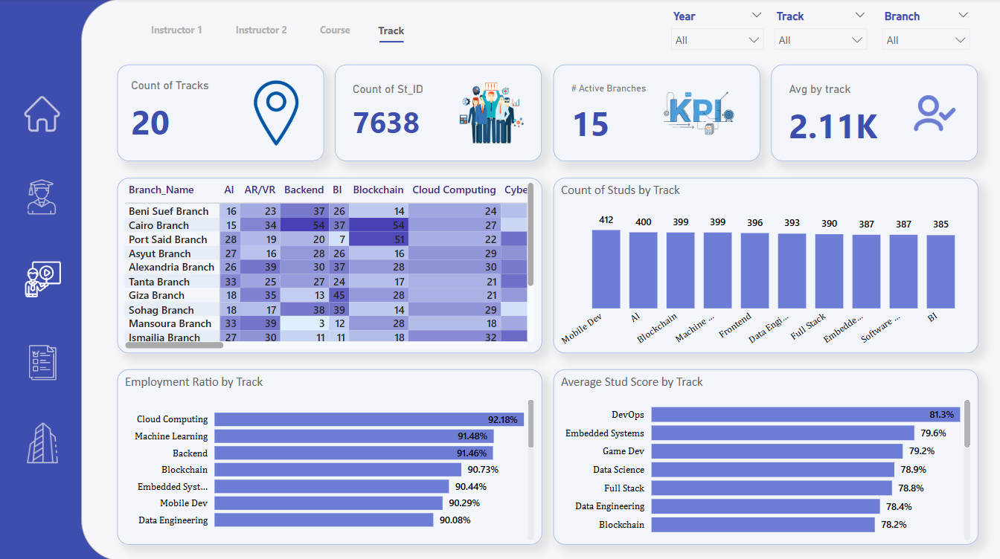 Instructor 1 Instructor 2 Course Track
Year Track Branch
All All All
Count of Tracks
20
Count of St_ID
7638
# Active Branches
15
KPI
Avg by track
2.11K
Branch_Name AI AR/VR Backend BI Blockchain Cloud Computing Cybe
Beni Suef Branch 16 23 37 26 14 24
Cairo Branch 15 34 54 37 54 27
Port Said Branch 28 19 20 7 51 22
Asyut Branch 27 16 28 26 16 29
Alexandria Branch 26 39 30 37 28 30
Tanta Branch 33 25 27 24 17 21
Giza Branch 18 35 13 45 28 21
Sohag Branch 18 17 38 39 14 29
Mansoura Branch 33 39 3 12 28 18
Ismailia Branch 27 30 11 11 18 32
Count of Studs by Track
412 400 399 399 396 393 390 387 387 385
Mobile Dev AI Blockchain Machine ... Frontend Data Engi... Full Stack Embedde... Software ... BI
Employment Ratio by Track
Cloud Computing 92.18%
Machine Learning 91.48%
Backend 91.46%
Blockchain 90.73%
Embedded Syst... 90.44%
Mobile Dev 90.29%
Data Engineering 90.08%
Average Stud Score by Track
DevOps 81.3%
Embedded Systems 79.6%
Game Dev 79.2%
Data Science 78.9%
Full Stack 78.8%
Data Engineering 78.4%
Blockchain 78.2%